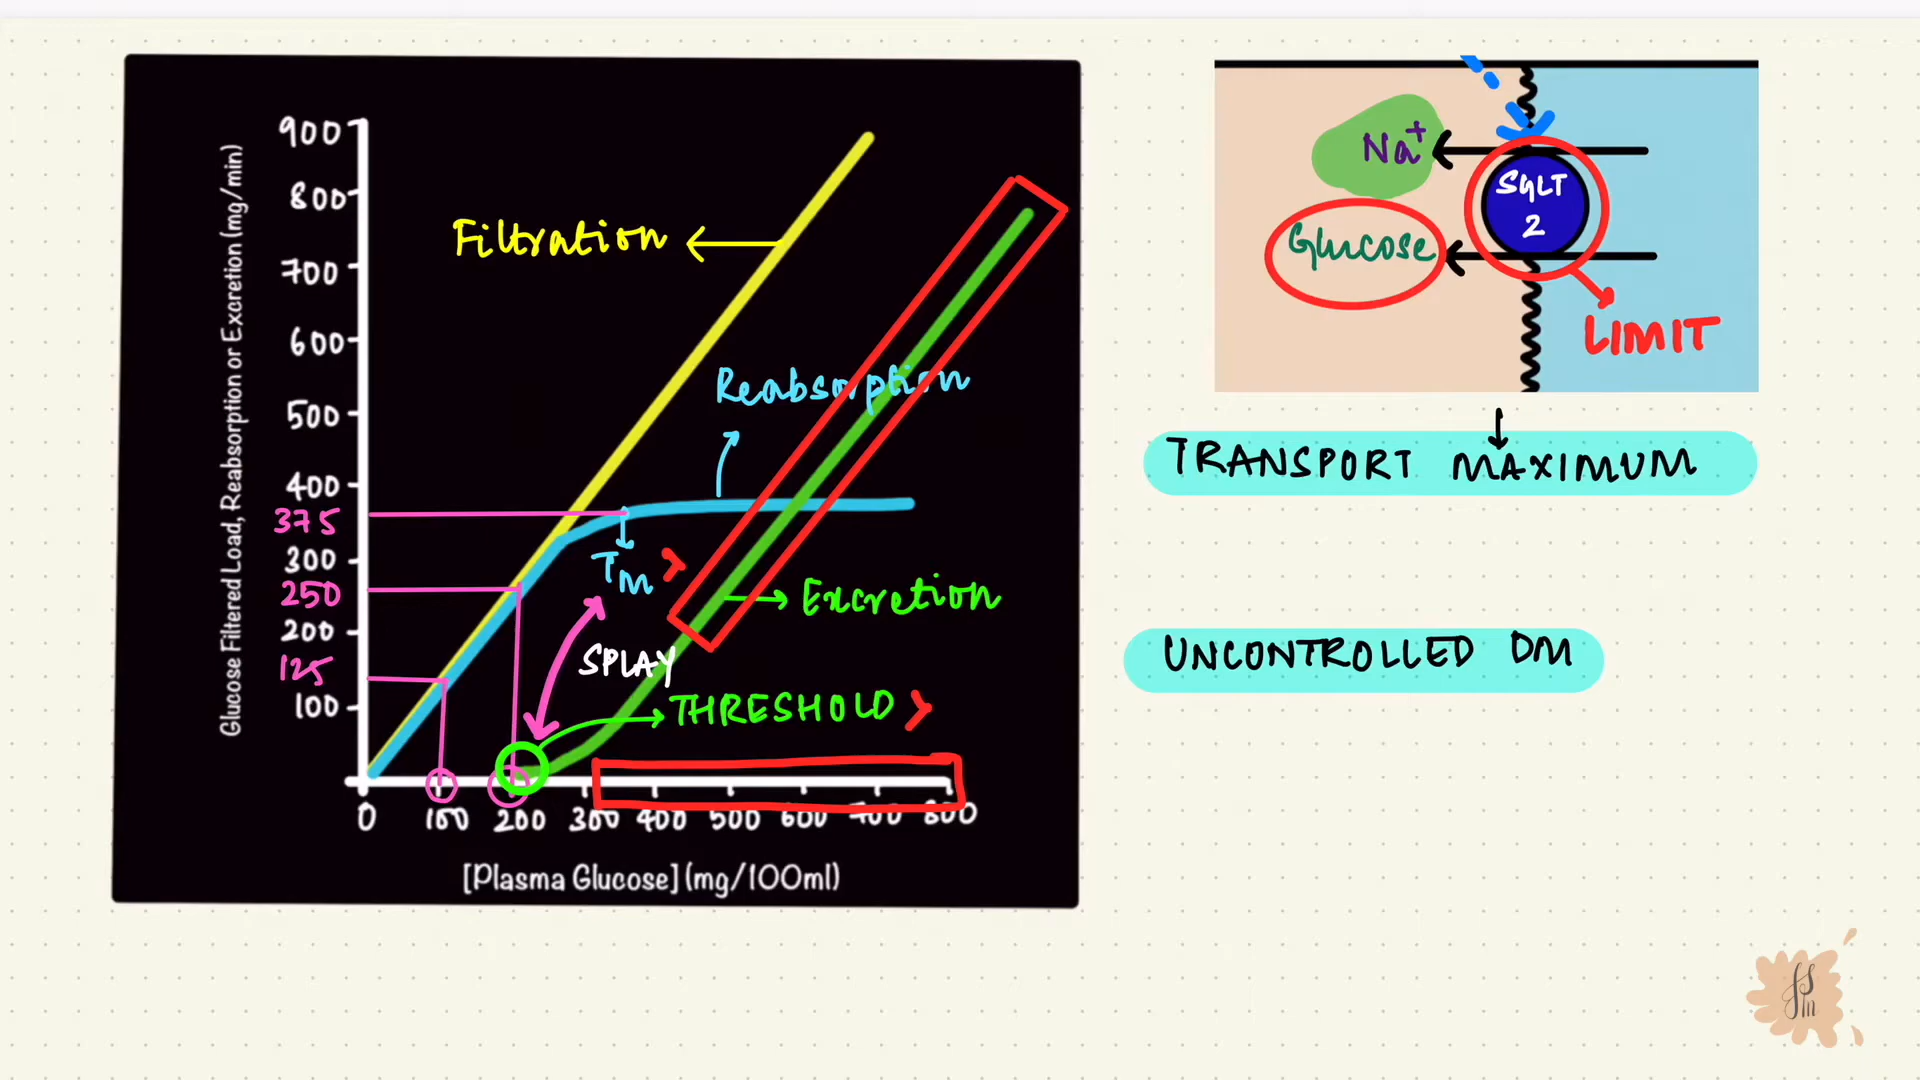 900
800
700
600
500
400
375
300
250
200
125
100
Glucose Filtered Load, Reabsorption or Excretion (mg/min)
Filtration
Reabsorption
TM
Excretion
SPLAY
THRESHOLD
0 100 200 300 400 500 600 700 800
[Plasma Glucose] (mg/100ml)
Na+
SGLT
2
Glucose
LIMIT
TRANSPORT MAXIMUM
UNCONTROLLED DM